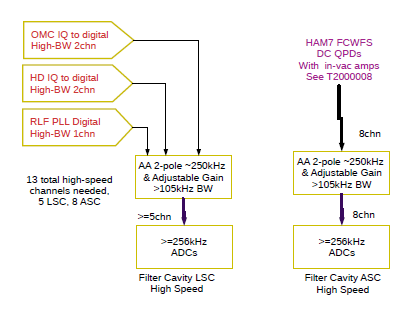 OMC IQ to digital
High-BW 2chn
HD IQ to digital
High-BW 2chn
RLF PLL Digital
High-BW 1chn
13 total high-speed
channels needed,
5 LSC, 8 ASC
AA 2-pole ~250kHz
& Adjustable Gain
>105kHz BW
>=5chn
>=256kHz
ADCs
Filter Cavity LSC
High Speed
HAM7 FCWFS
DC QPDs
With in-vac amps
See T2000008
8chn
AA 2-pole ~250kHz
& Adjustable Gain
>105kHz BW
8chn
>=256kHz
ADCs
Filter Cavity ASC
High Speed